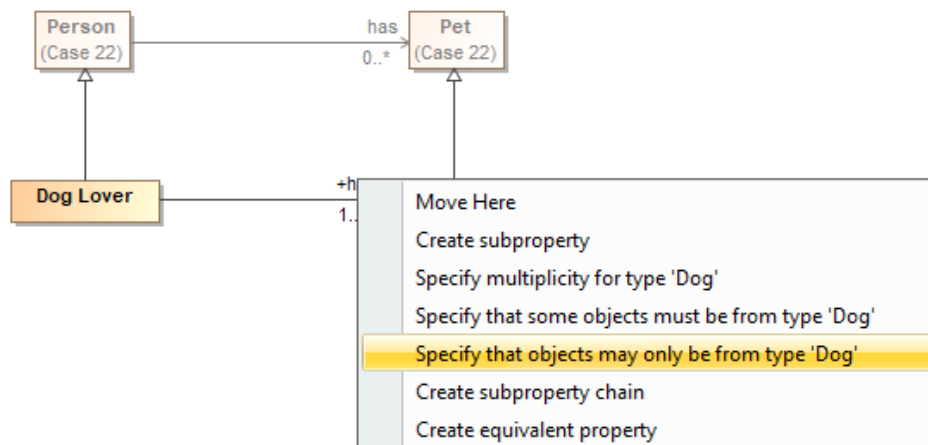 Person
(Case 22)
has
0..*
Pet
(Case 22)
Dog Lover
+h
1..
Move Here
Create subproperty
Specify multiplicity for type 'Dog'
Specify that some objects must be from type 'Dog'
Specify that objects may only be from type 'Dog'
Create subproperty chain
Create equivalent property